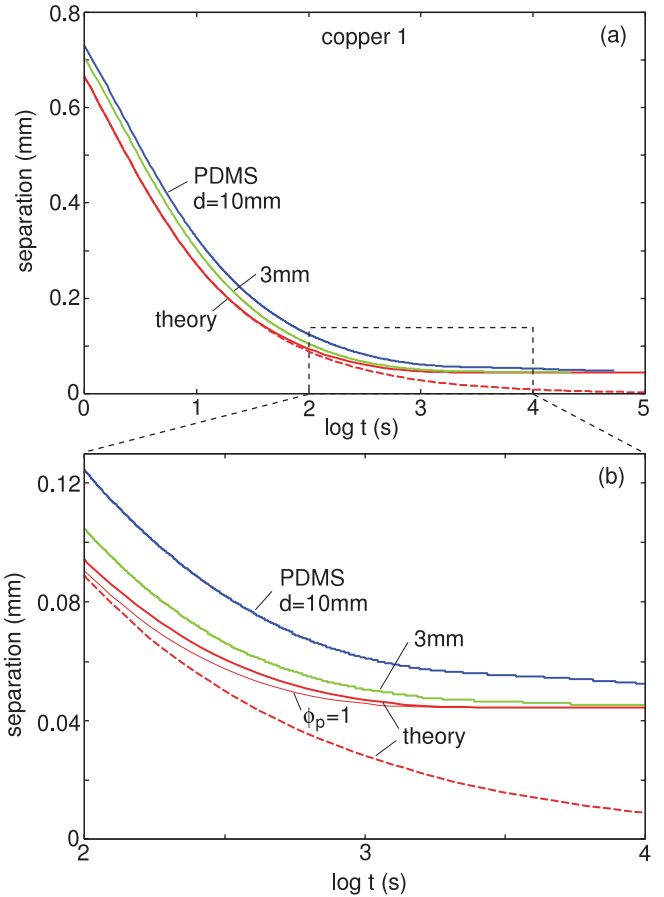 copper 1
(a)
0.8
0.6
0.4
0.2
0
separation (mm)
PDMS
d=10mm
3mm
theory
0
1
2
3
4
5
log t (s)
(b)
0.12
0.08
0.04
0
separation (mm)
PDMS
d=10mm
3mm
ϕp=1
theory
2
3
4
log t (s)